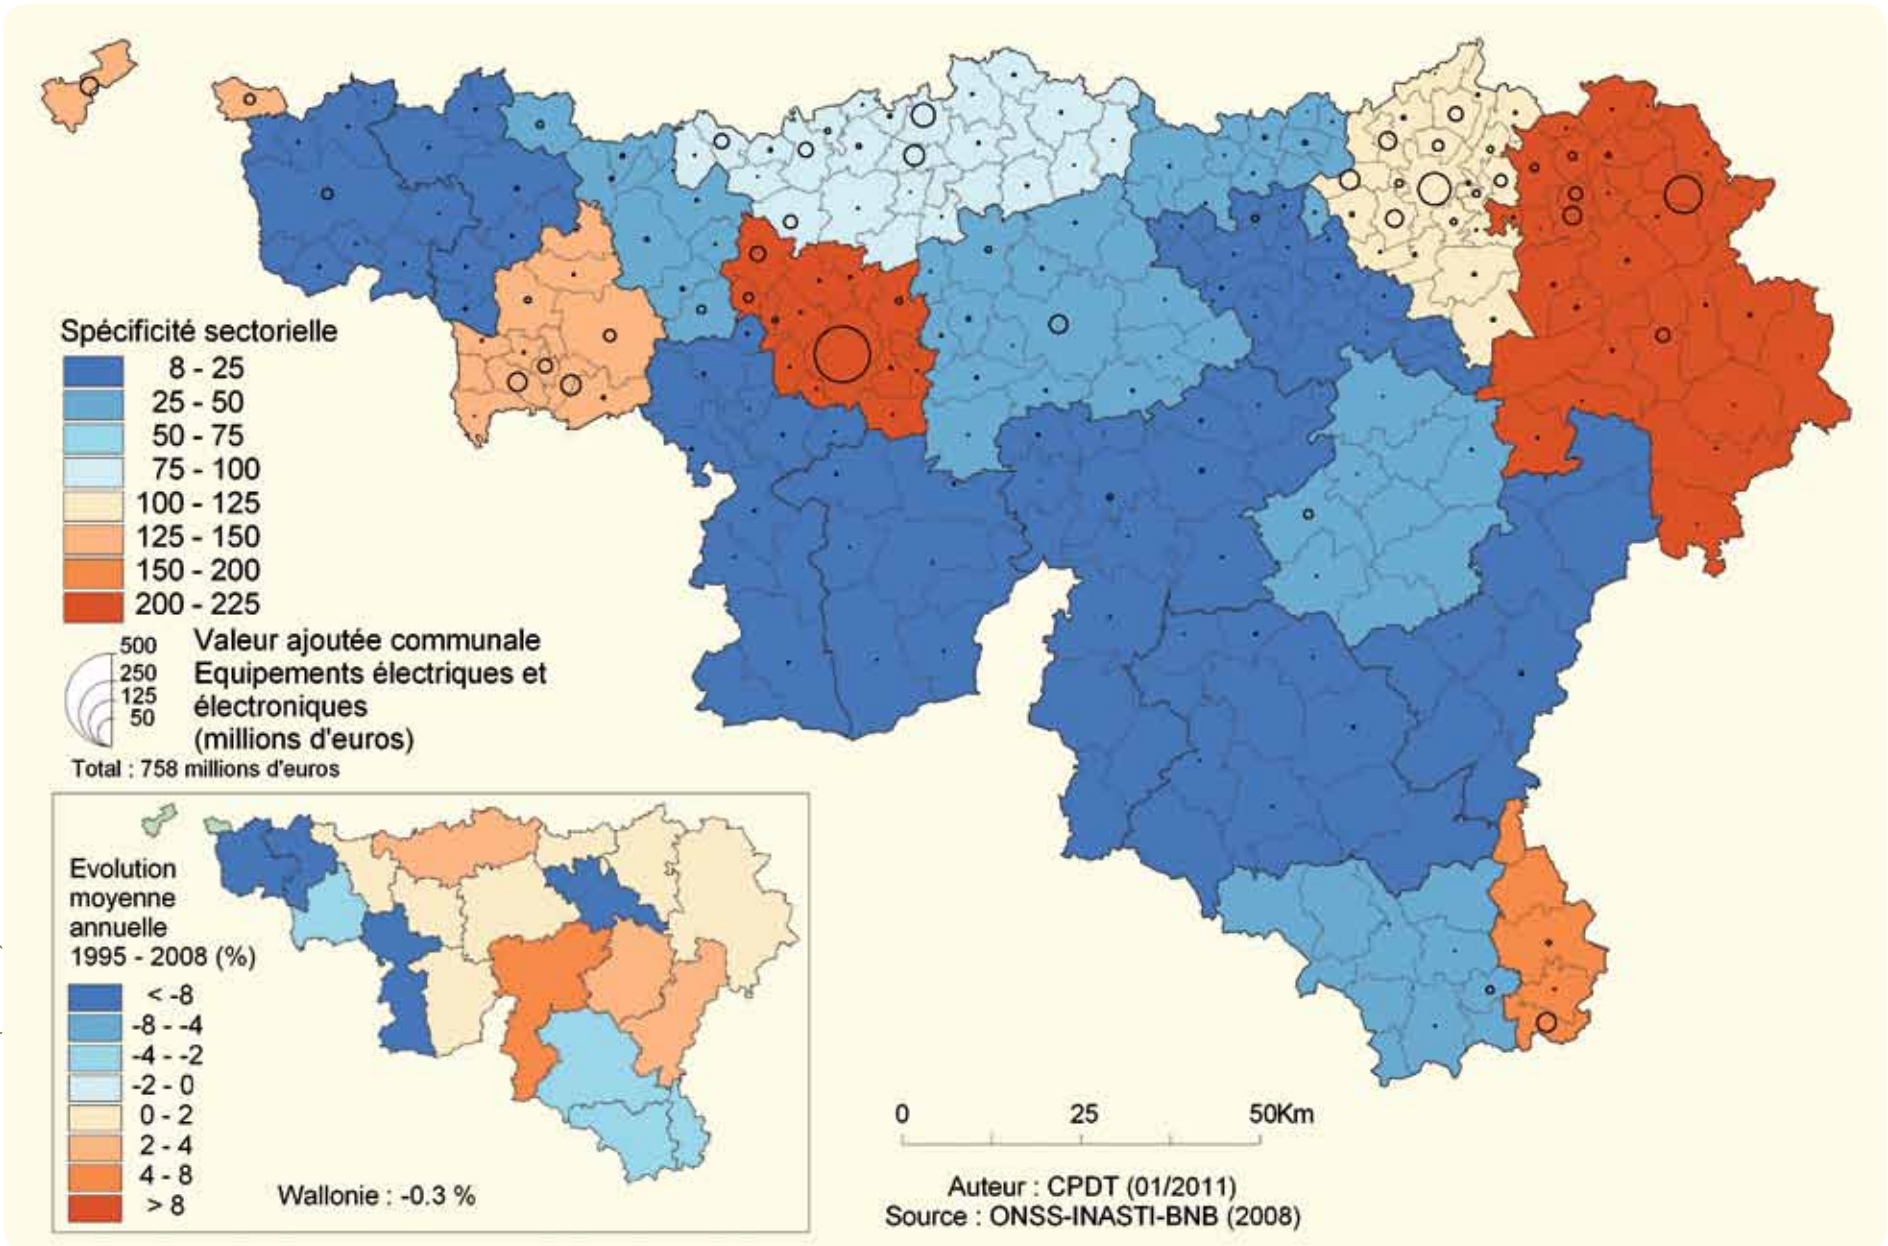 Spécificité sectorielle
8 - 25
25 - 50
50 - 75
75 - 100
100 - 125
125 - 150
150 - 200
200 - 225
500
250
125
50
Valeur ajoutée communale
Equipements électriques et
électroniques
(millions d'euros)
Total : 758 millions d'euros
Evolution
moyenne
annuelle
1995 - 2008 (%)
< -8
-8 - -4
-4 - -2
-2 - 0
0 - 2
2 - 4
4 - 8
> 8
Wallonie : -0.3 %
0 25 50Km
Auteur : CPDT (01/2011)
Source : ONSS-INASTI-BNB (2008)